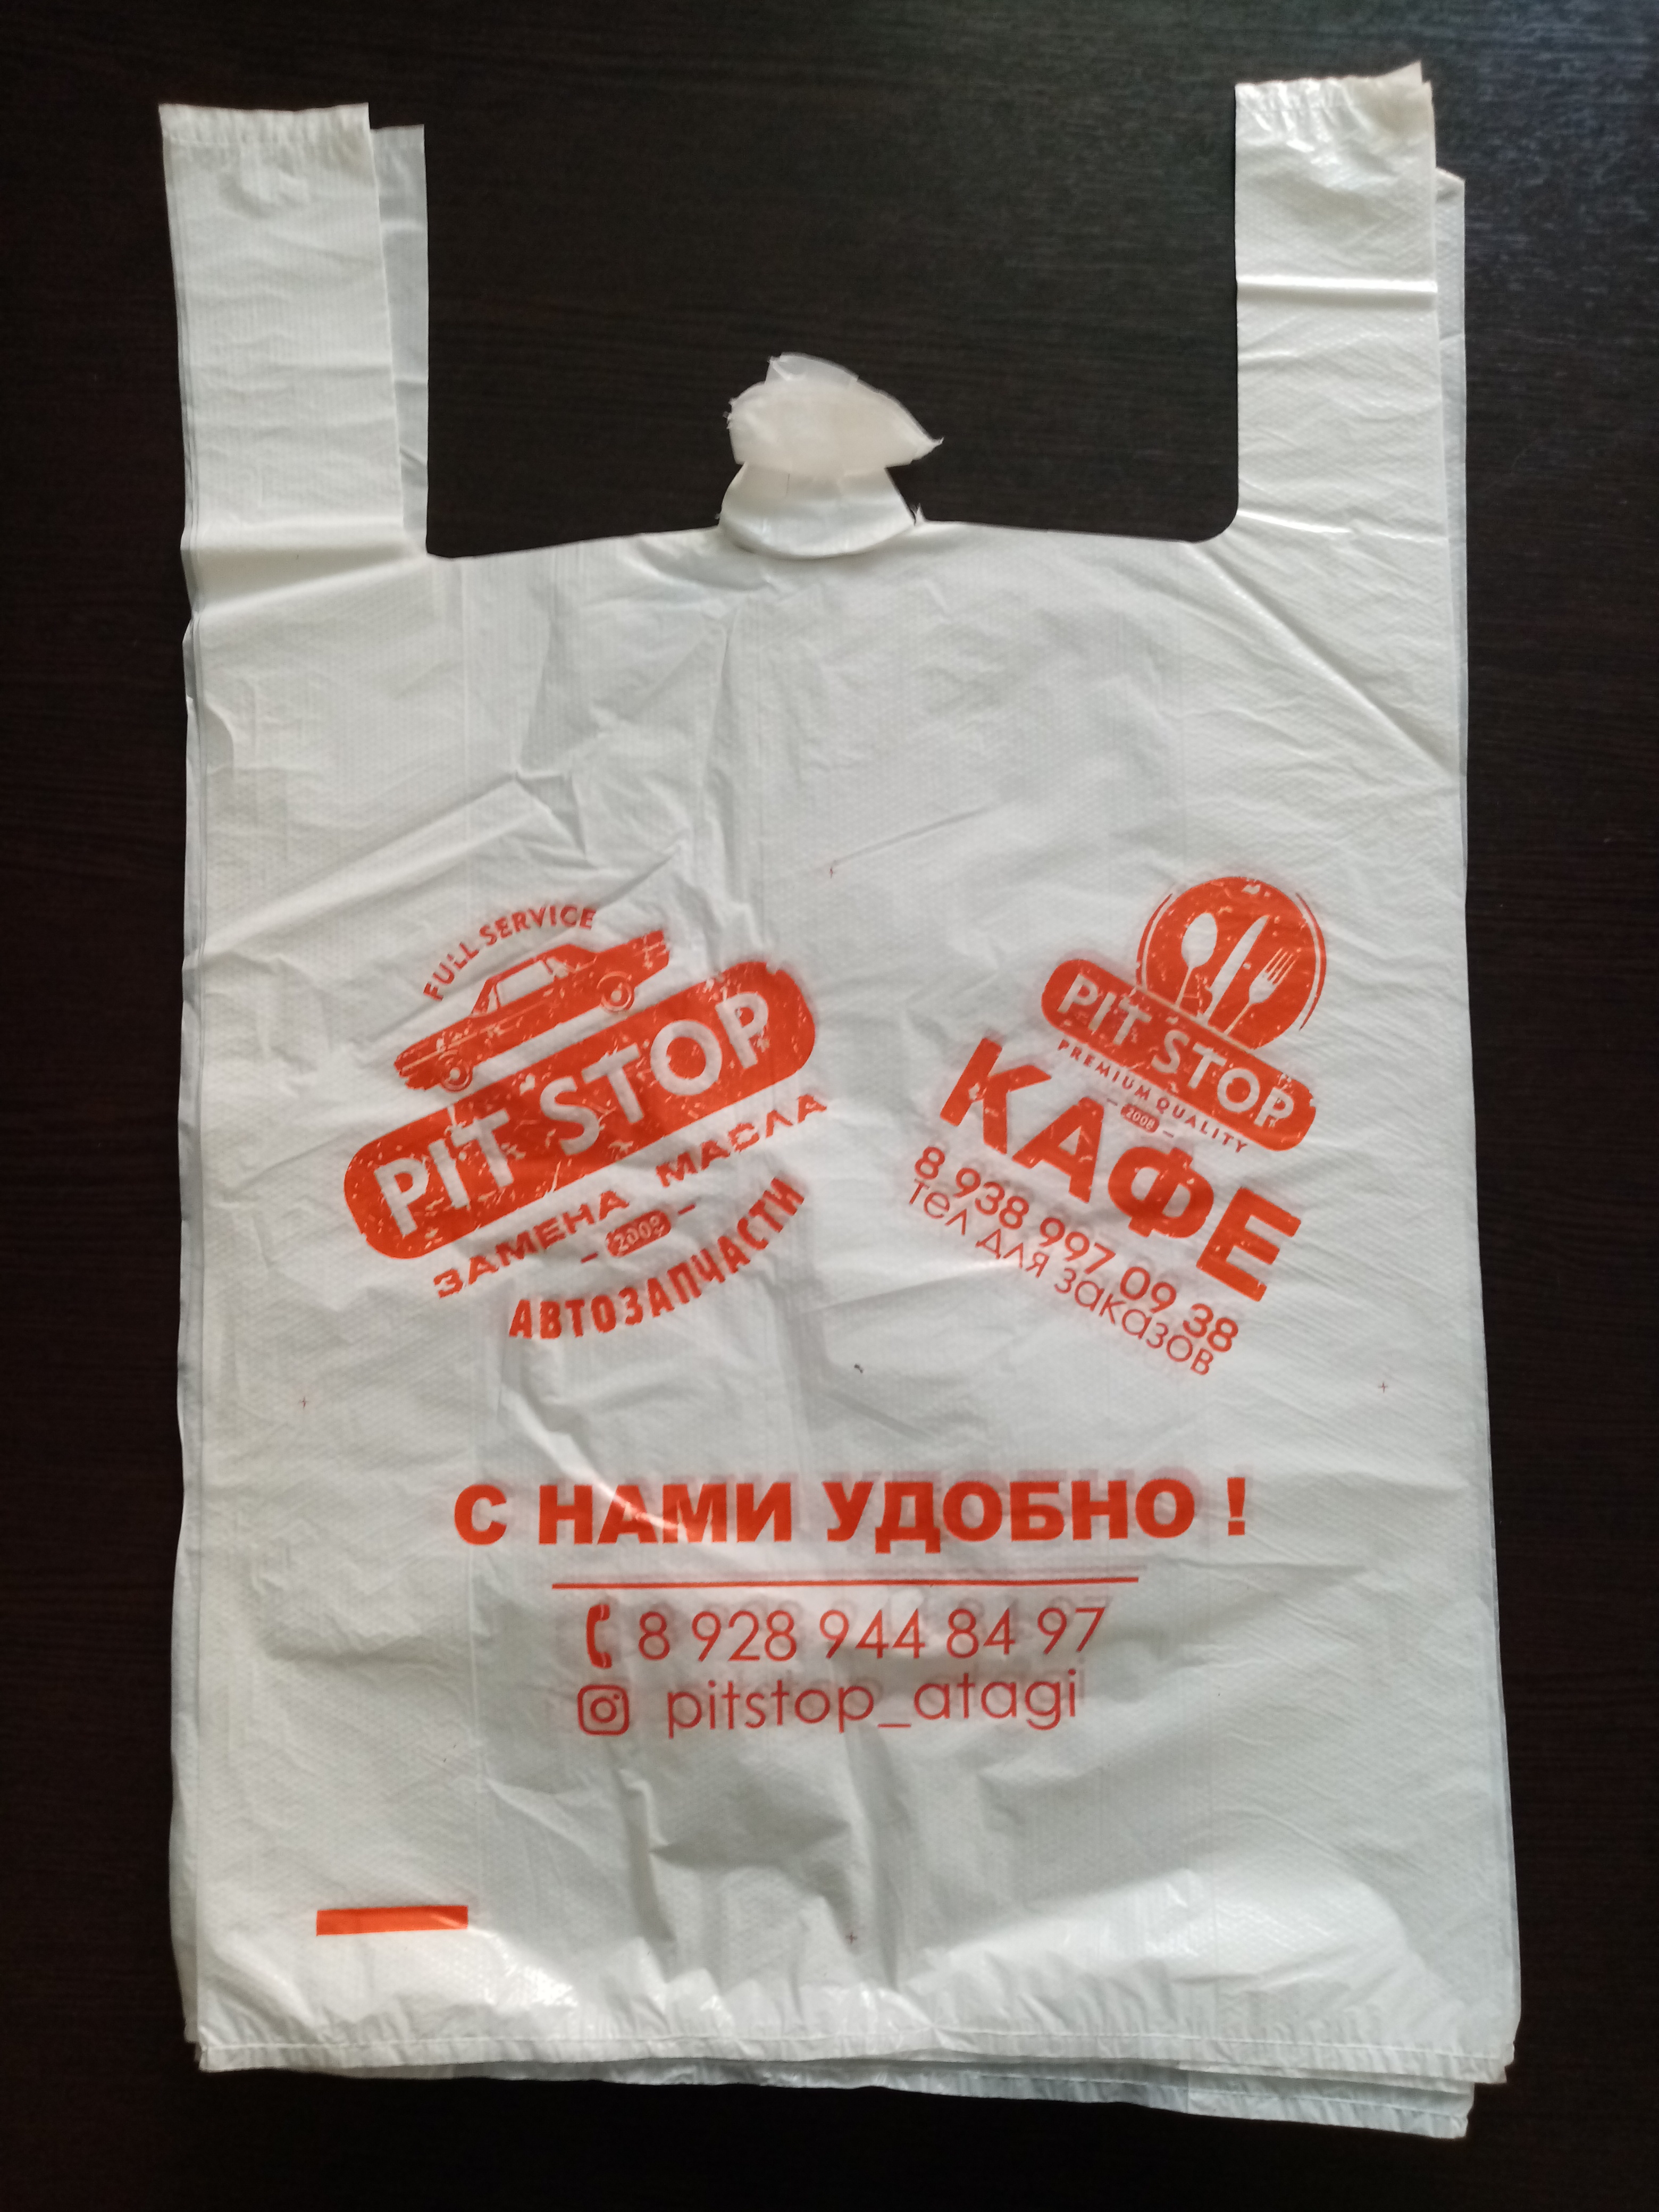 FULL SERVICE
PIT STOP
ЗАМЕНА МАСЛА
- 2008 -
АВТОЗАПЧАСТИ
PIT STOP
PREMIUM QUALITY
- 2008 -
КАФЕ
8 938 997 09 38
тел для заказов
С НАМИ УДОБНО !
8 928 944 84 97
pitstop_atagi